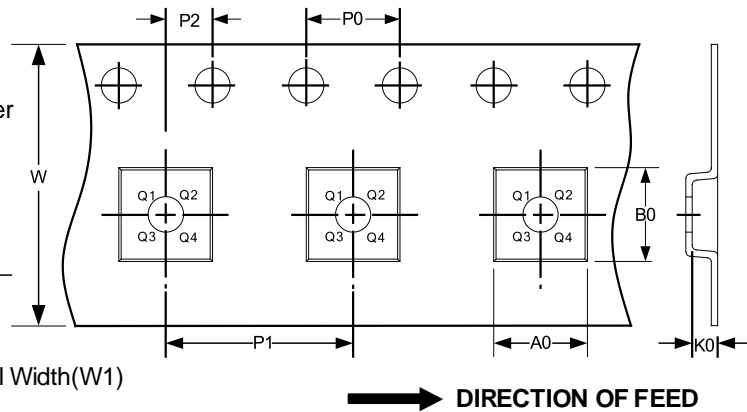 P2 P0
er
W
Q1 Q2 Q1 Q2 Q1 Q2
B0
Q3 Q4 Q3 Q4 Q3 Q4
P1 A0 K0
l Width(W1)
DIRECTION OF FEED